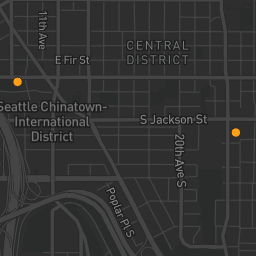 11th Ave
E Fir St
CENTRAL
DISTRICT
Seattle Chinatown-
International
District
S Jackson St
20th Ave S
Poplar Pl S